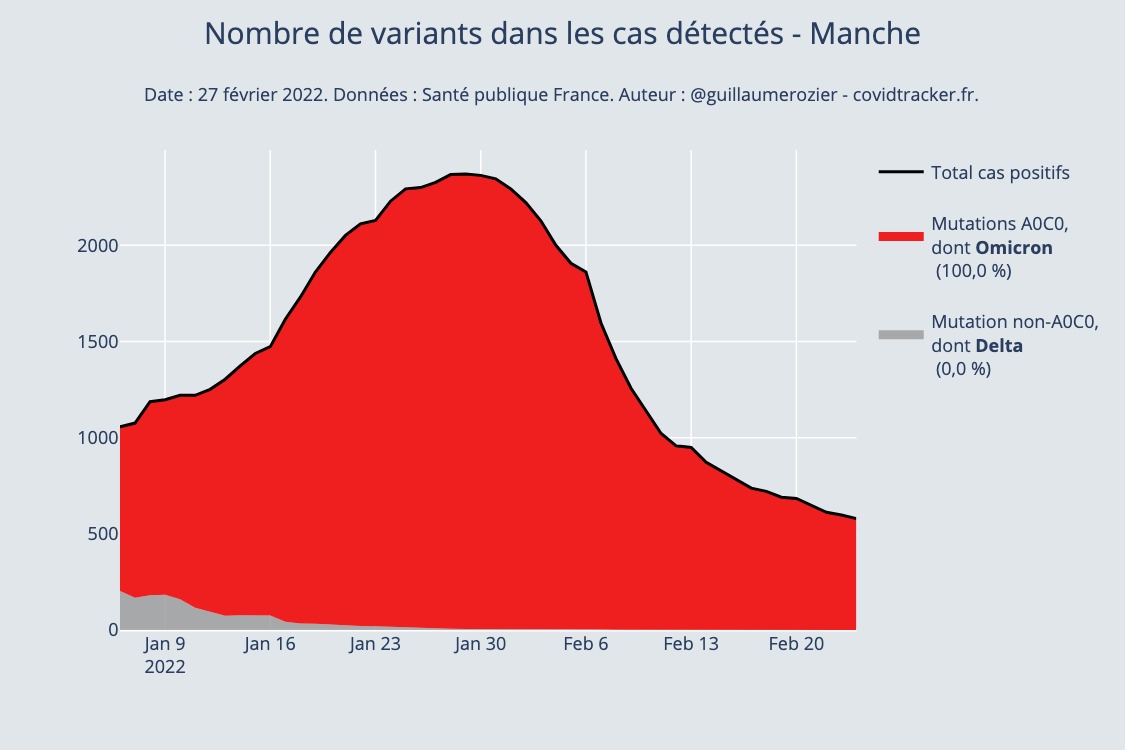 Nombre de variants dans les cas détectés - Manche
Date : 27 février 2022. Données : Santé publique France. Auteur : @guillaumerozier - covidtracker.fr.
Total cas positifs
Mutations A0C0,
dont Omicron
(100,0 %)
Mutation non-A0C0,
dont Delta
(0,0 %)
2000
1500
1000
500
0
Jan 9
2022
Jan 16
Jan 23
Jan 30
Feb 6
Feb 13
Feb 20